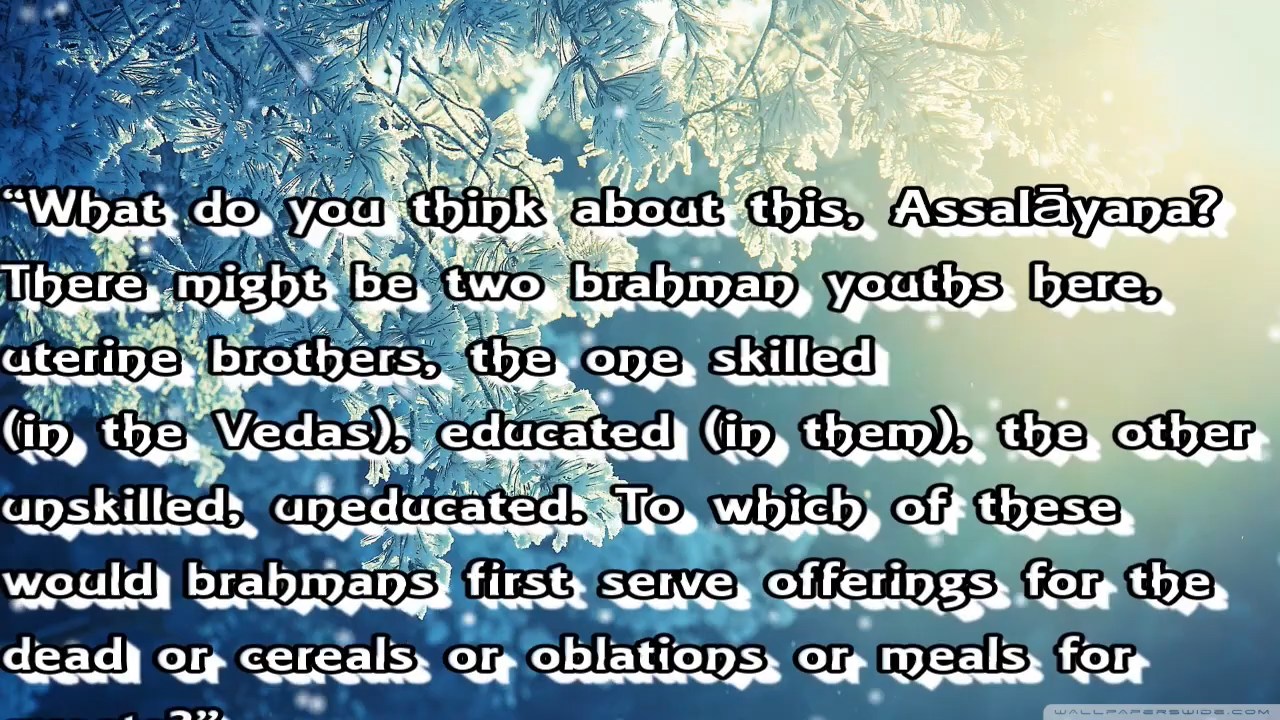 “What do you think about this, Assalāyana?
There might be two brahman youths here,
uterine brothers, the one skilled
(in the Vedas), educated (in them), the other
unskilled, uneducated. To which of these
would brahmans first serve offerings for the
dead or cereals or oblations or meals for
WALLPAPERSWIDE.COM